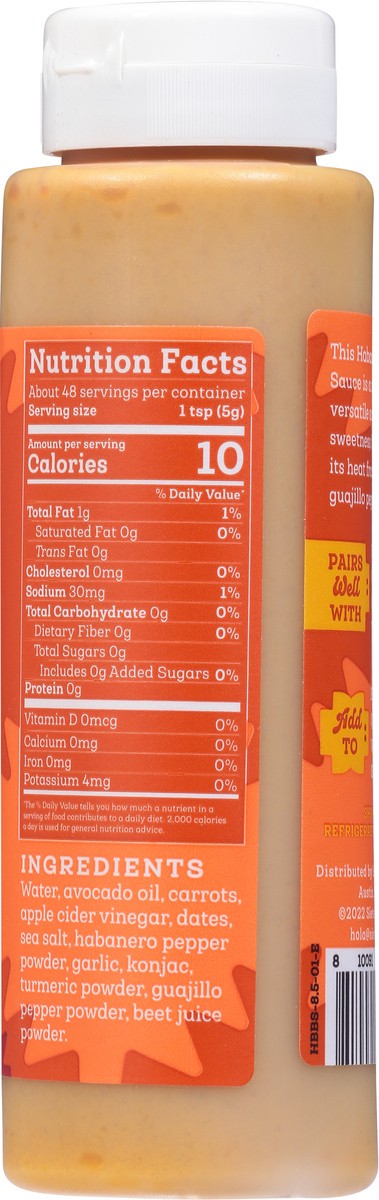 Nutrition Facts
About 48 servings per container
Serving size 1 tsp (5g)
Amount per serving
Calories 10
% Daily Value*
Total Fat 1g 1%
Saturated Fat 0g 0%
Trans Fat 0g
Cholesterol 0mg 0%
Sodium 30mg 1%
Total Carbohydrate 0g 0%
Dietary Fiber 0g 0%
Total Sugars 0g
Includes 0g Added Sugars 0%
Protein 0g
Vitamin D 0mcg 0%
Calcium 0mg 0%
Iron 0mg 0%
Potassium 4mg 0%
*The % Daily Value tells you how much a nutrient in a
serving of food contributes to a daily diet. 2,000 calories
a day is used for general nutrition advice.
INGREDIENTS
Water, avocado oil, carrots,
apple cider vinegar, dates,
sea salt, habanero pepper
powder, garlic, konjac,
turmeric powder, guajillo
pepper powder, beet juice
powder.
This
Sauce is
versatile
sweetness
its heat
guajillo
PAIRS
Well :
WITH
Add :
TO
Distributed
Austin
©2022
HBBS-8.5-01-E
8